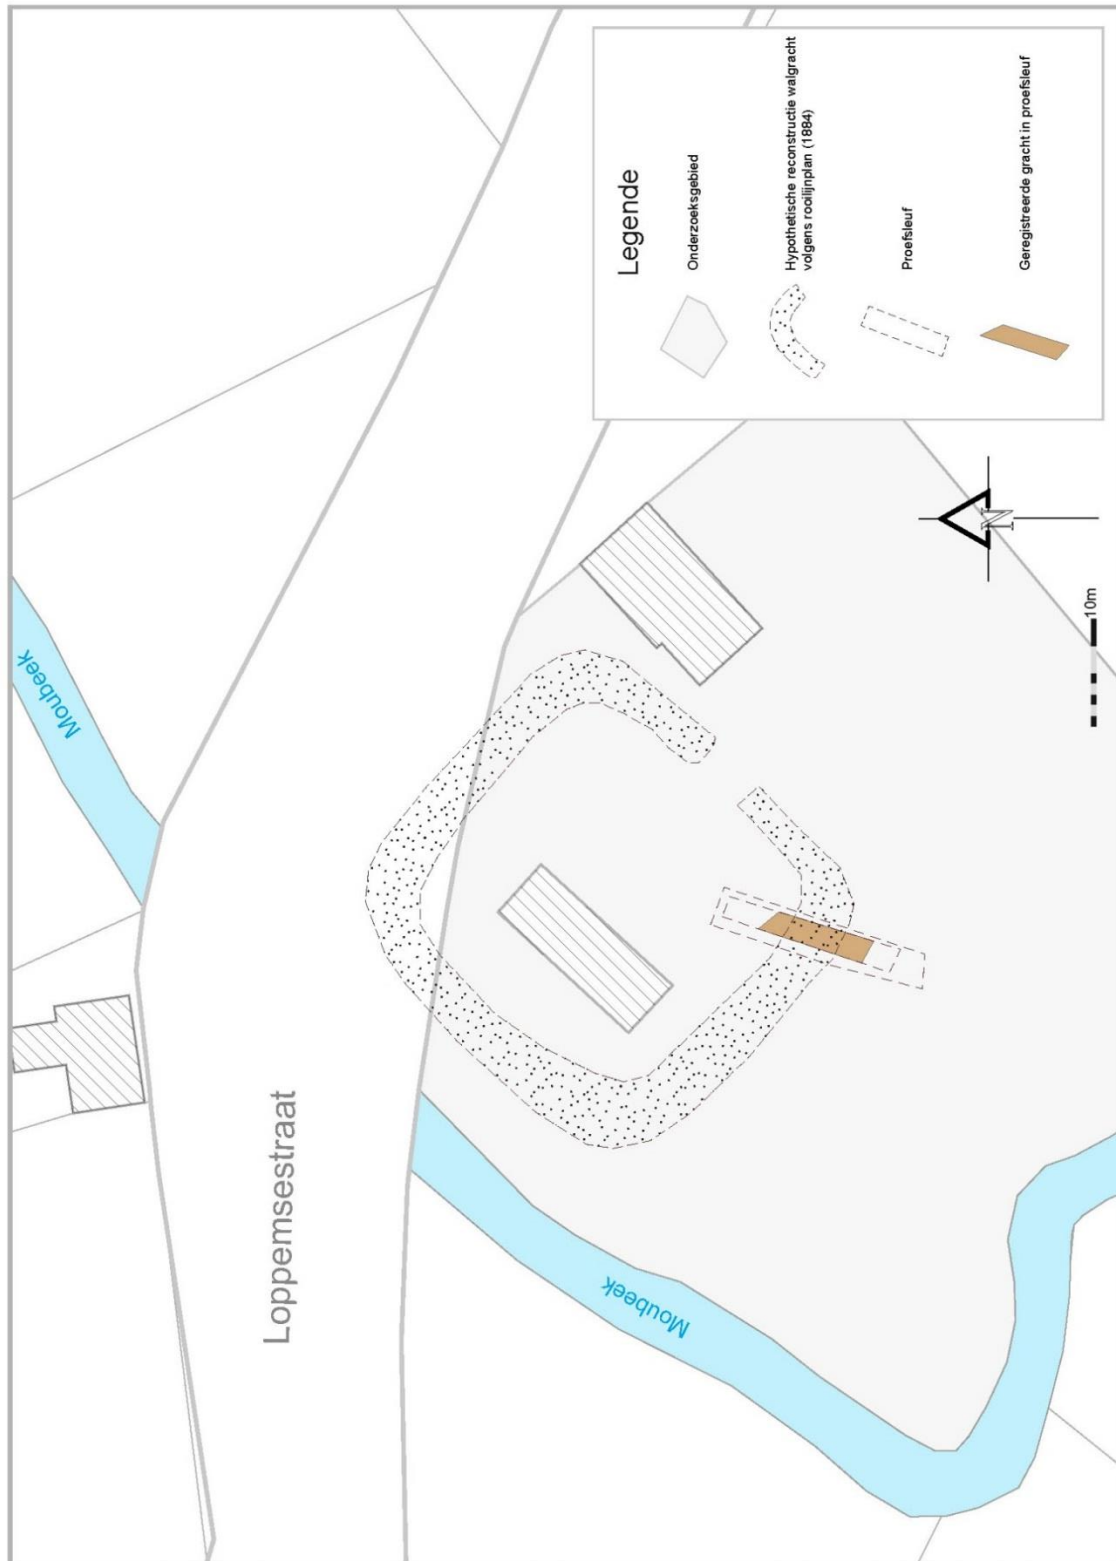 Moubeek
Loppemsestraat
Moubeek
Legende
Onderzoeksgebied
Hypothetische reconstructie walgracht
volgens rooilijnplan (1884)
Proefsleuf
Geregistreerde gracht in proefsleuf
N
10m